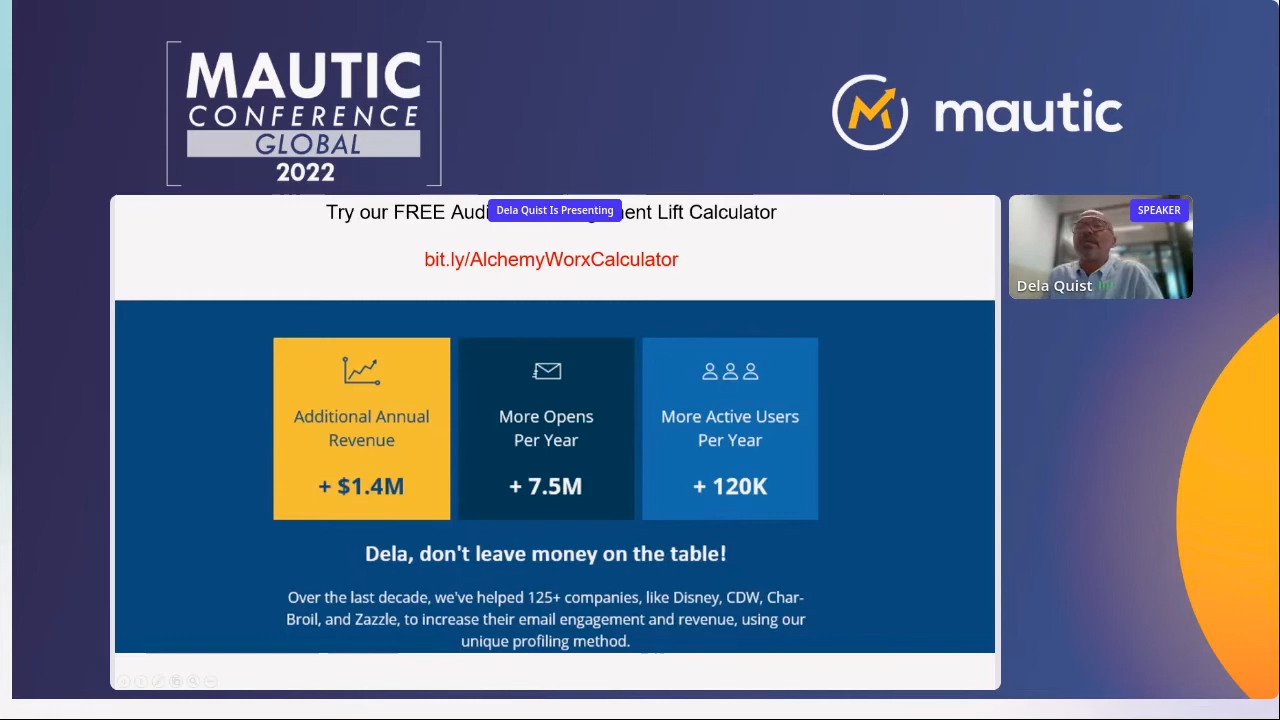 MAUTIC
CONFERENCE
GLOBAL
2022
mautic
Try our FREE Audi ent Lift Calculator
Dela Quist Is Presenting
bit.ly/AlchemyWorxCalculator
SPEAKER
Dela Quist
Additional Annual
Revenue
+ $1.4M
More Opens
Per Year
+ 7.5M
More Active Users
Per Year
+ 120K
Dela, don't leave money on the table!
Over the last decade, we've helped 125+ companies, like Disney, CDW, Char-
Broil, and Zazzle, to increase their email engagement and revenue, using our
unique profiling method.